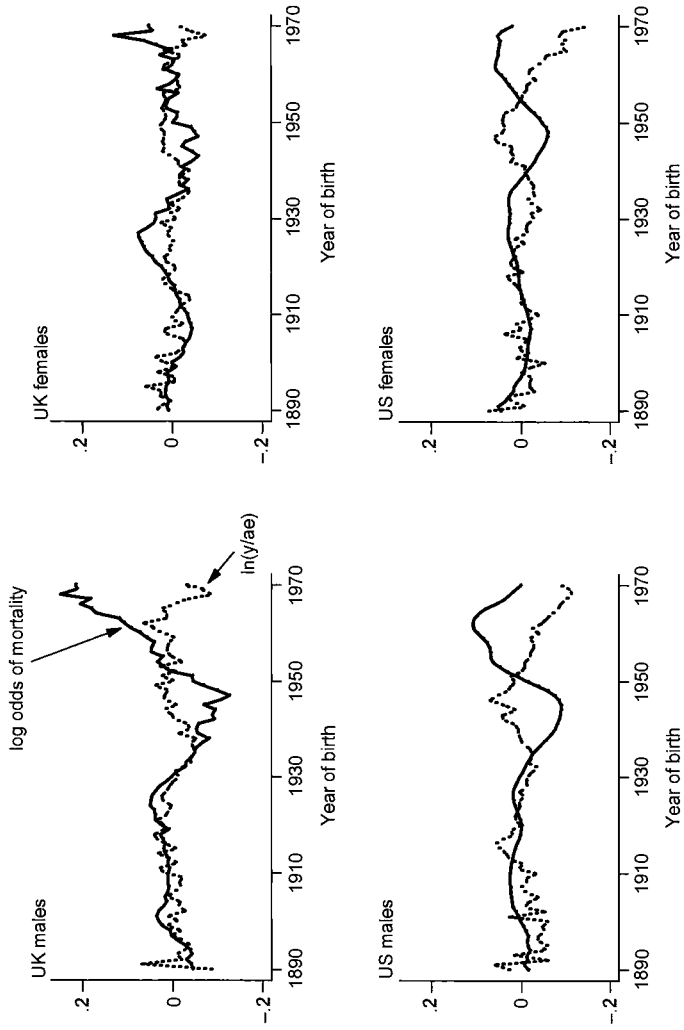 log odds of mortality
UK males
UK females
.2
0
–.2
ln(y/ae)
1890 1910 1930 1950 1970
Year of birth
.2
0
–.2
1890 1910 1930 1950 1970
Year of birth
US males
US females
.2
0
–.2
1890 1910 1930 1950 1970
Year of birth
.2
0
–.2
1890 1910 1930 1950 1970
Year of birth